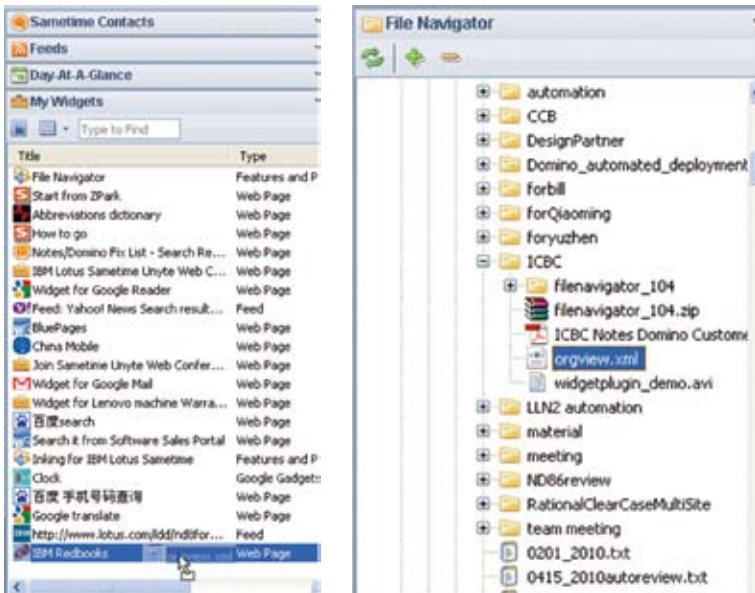 Sametime Contacts
Feeds
Day-At-A-Glance
My Widgets
Type to Find
Title Type
File Navigator Features and P
Start from ZPark Web Page
Abbreviations dictionary Web Page
How to go Web Page
Notes/Domino Fix List - Search Re... Web Page
IBM Lotus Sametime Unyte Web C... Web Page
Widget for Google Reader Web Page
Feed: Yahoo! News Search result... Feed
BluePages Web Page
China Mobile Web Page
Join Sametime Unyte Web Confer... Web Page
Widget for Google Mail Web Page
Widget for Lenovo machine Warra... Web Page
百度search Web Page
Search it from Software Sales Portal Web Page
Inking for IBM Lotus Sametime Features and P
Clock Google Gadgets
百度 手机号码查询 Web Page
Google translate Web Page
http://www.lotus.com/ldd/nd6for... Feed
IBM Redbooks orgview.xml Web Page
File Navigator
automation
CCB
DesignPartner
Domino_automated_deployment
forbill
forQiaoming
foryuzhen
ICBC
filenavigator_104
filenavigator_104.zip
ICBC Notes Domino Custome
orgview.xml
widgetplugin_demo.avi
LLN2 automation
material
meeting
ND86review
RationalClearCaseMultiSite
team meeting
0201_2010.txt
0415_2010autoreview.txt